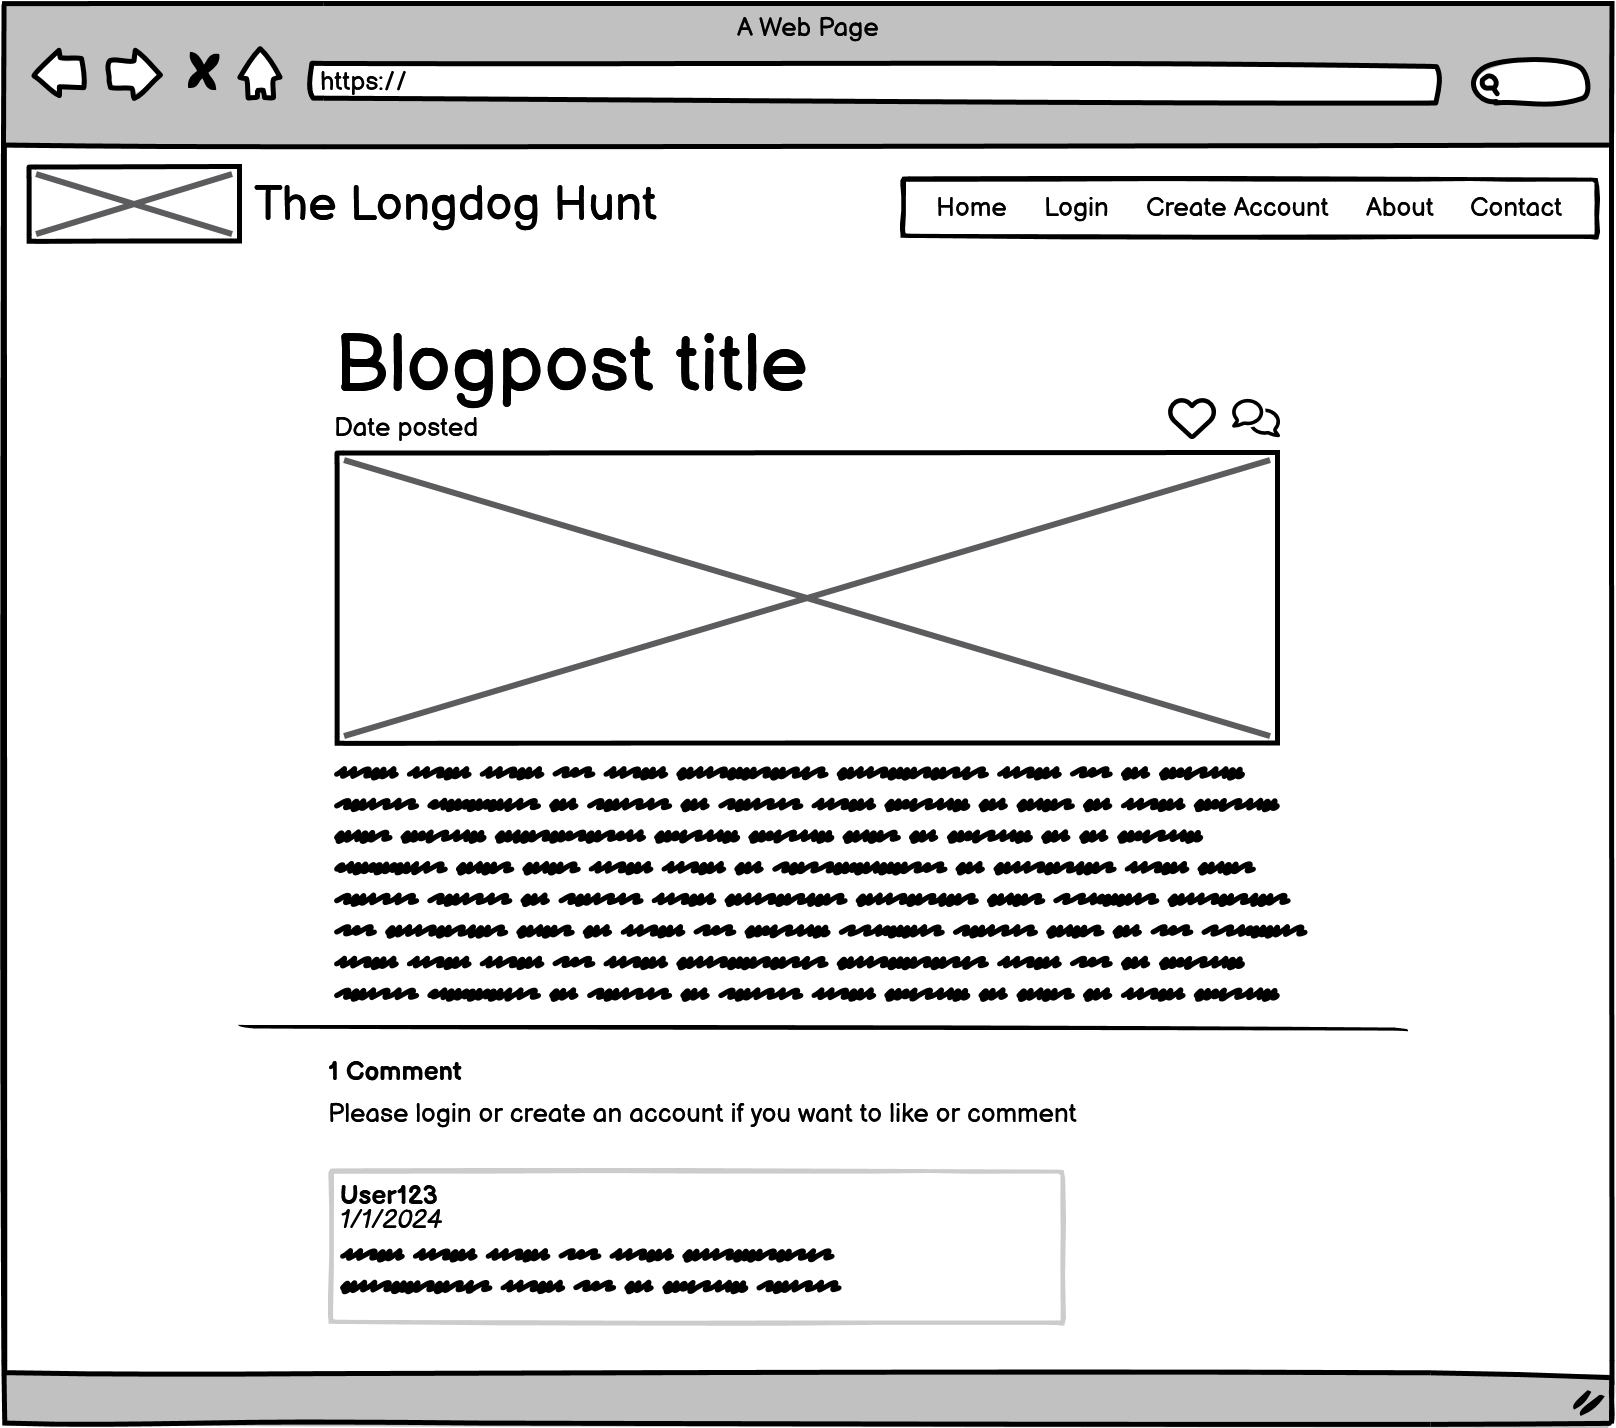 A Web Page
https://
The Longdog Hunt
Home Login Create Account About Contact
Blogpost title
Date posted
1 Comment
Please login or create an account if you want to like or comment
User123
1/1/2024